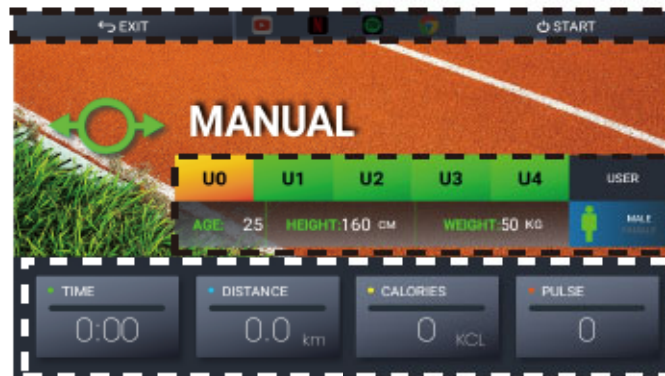 EXIT
START
MANUAL
U0 U1 U2 U3 U4 USER
AGE: 25 HEIGHT:160 CM WEIGHT:50 KG MALE
TIME DISTANCE CALORIES PULSE
0:00 0.0 km 0 KCL 0